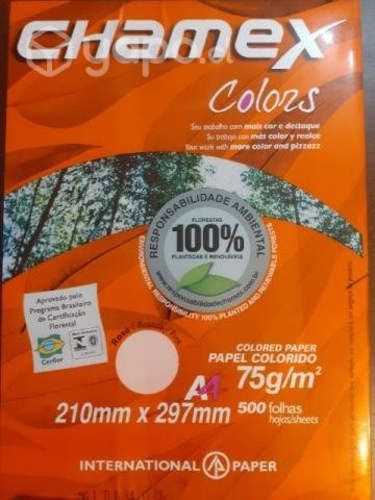 CHAMEX
yapo.cl
Colors
Seu trabalho com mais cor e destaque
Su trabajo con más color y realce
Your work with more color and pizzazz
RESPONSABILIDADE AMBIENTAL
FLORESTAS
100%
PLANTADAS E RENOVÁVEIS
ENVIRONMENTAL RESPONSIBILITY 100% PLANTED AND RENEWABLE FORESTS
Aprovado pelo
Programa Brasileiro
de Certificação
Florestal
Cerflor
Rosa
COLORED PAPER
PAPEL COLORIDO
A4 75g/m²
210mm x 297mm 500 folhas
hojas/sheets
INTERNATIONAL PAPER